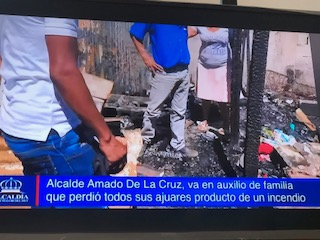 ALCALDÍA
Alcalde Amado De La Cruz, va en auxilio de familia
que perdió todos sus ajuares producto de un incendio